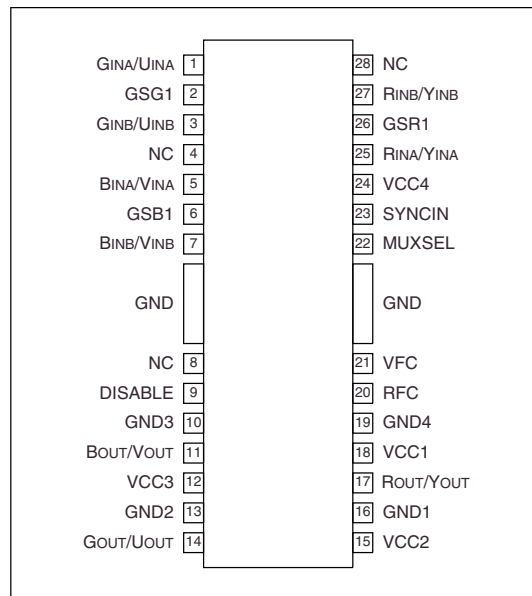 GINA/UINA 1 28 NC
GSG1 2 27 RINB/YINB
GINB/UINB 3 26 GSR1
NC 4 25 RINA/YINA
BINA/VINA 5 24 VCC4
GSB1 6 23 SYNCIN
BINB/VINB 7 22 MUXSEL
GND GND
NC 8 21 VFC
DISABLE 9 20 RFC
GND3 10 19 GND4
BOUT/VOUT 11 18 VCC1
VCC3 12 17 ROUT/YOUT
GND2 13 16 GND1
GOUT/UOUT 14 15 VCC2